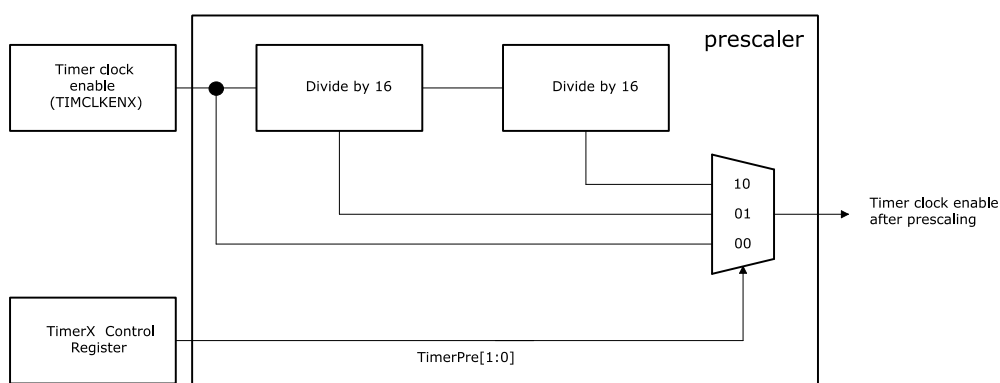 prescaler
Timer clock
enable
(TIMCLKENX)
Divide by 16
Divide by 16
10
01
00
Timer clock enable
after prescaling
TimerX Control
Register
TimerPre[1:0]